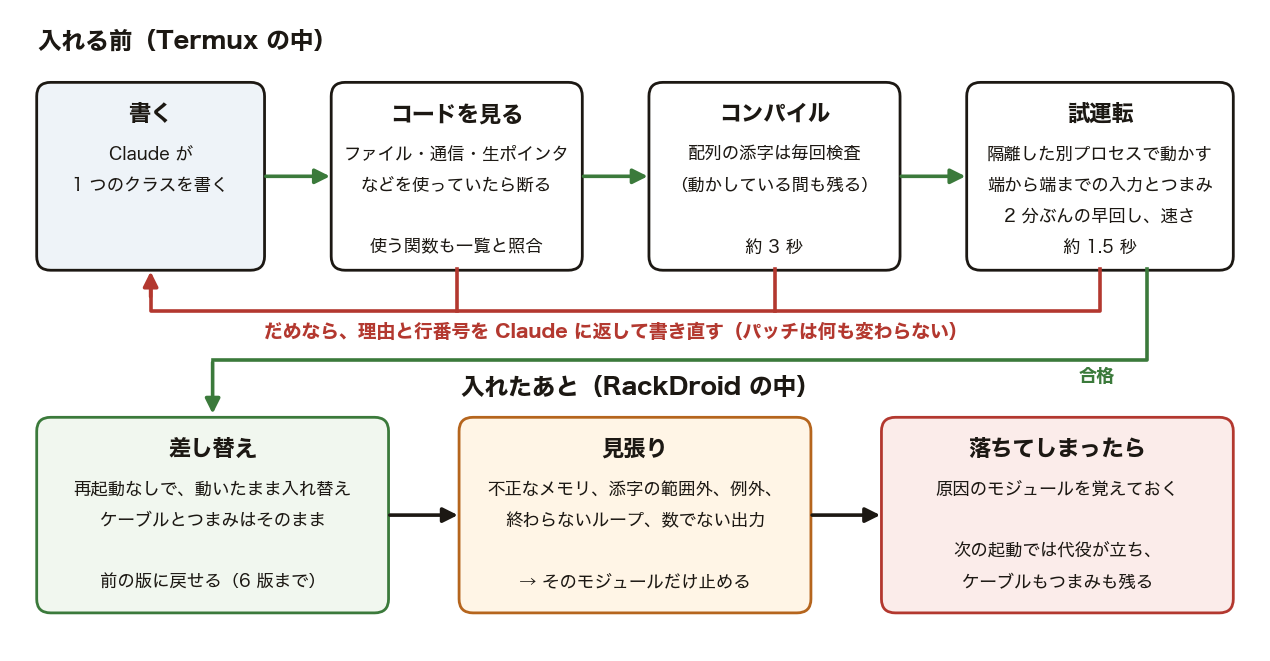 入れる前（Termux の中）
書く
Claude が
1 つのクラスを書く
コードを見る
ファイル・通信・生ポインタ
などを使っていたら断る
使う関数も一覧と照合
コンパイル
配列の添字は毎回検査
（動かしている間も残る）
約 3 秒
試運転
隔離した別プロセスで動かす
端から端までの入力とつまみ
2 分ぶんの早回し、速さ
約 1.5 秒
だめなら、理由と行番号を Claude に返して書き直す（パッチは何も変わらない）
合格
入れたあと（RackDroid の中）
差し替え
再起動なしで、動いたまま入れ替え
ケーブルとつまみはそのまま
前の版に戻せる（6 版まで）
見張り
不正なメモリ、添字の範囲外、例外、
終わらないループ、数でない出力
→ そのモジュールだけ止める
落ちてしまったら
原因のモジュールを覚えておく
次の起動では代役が立ち、
ケーブルもつまみも残る